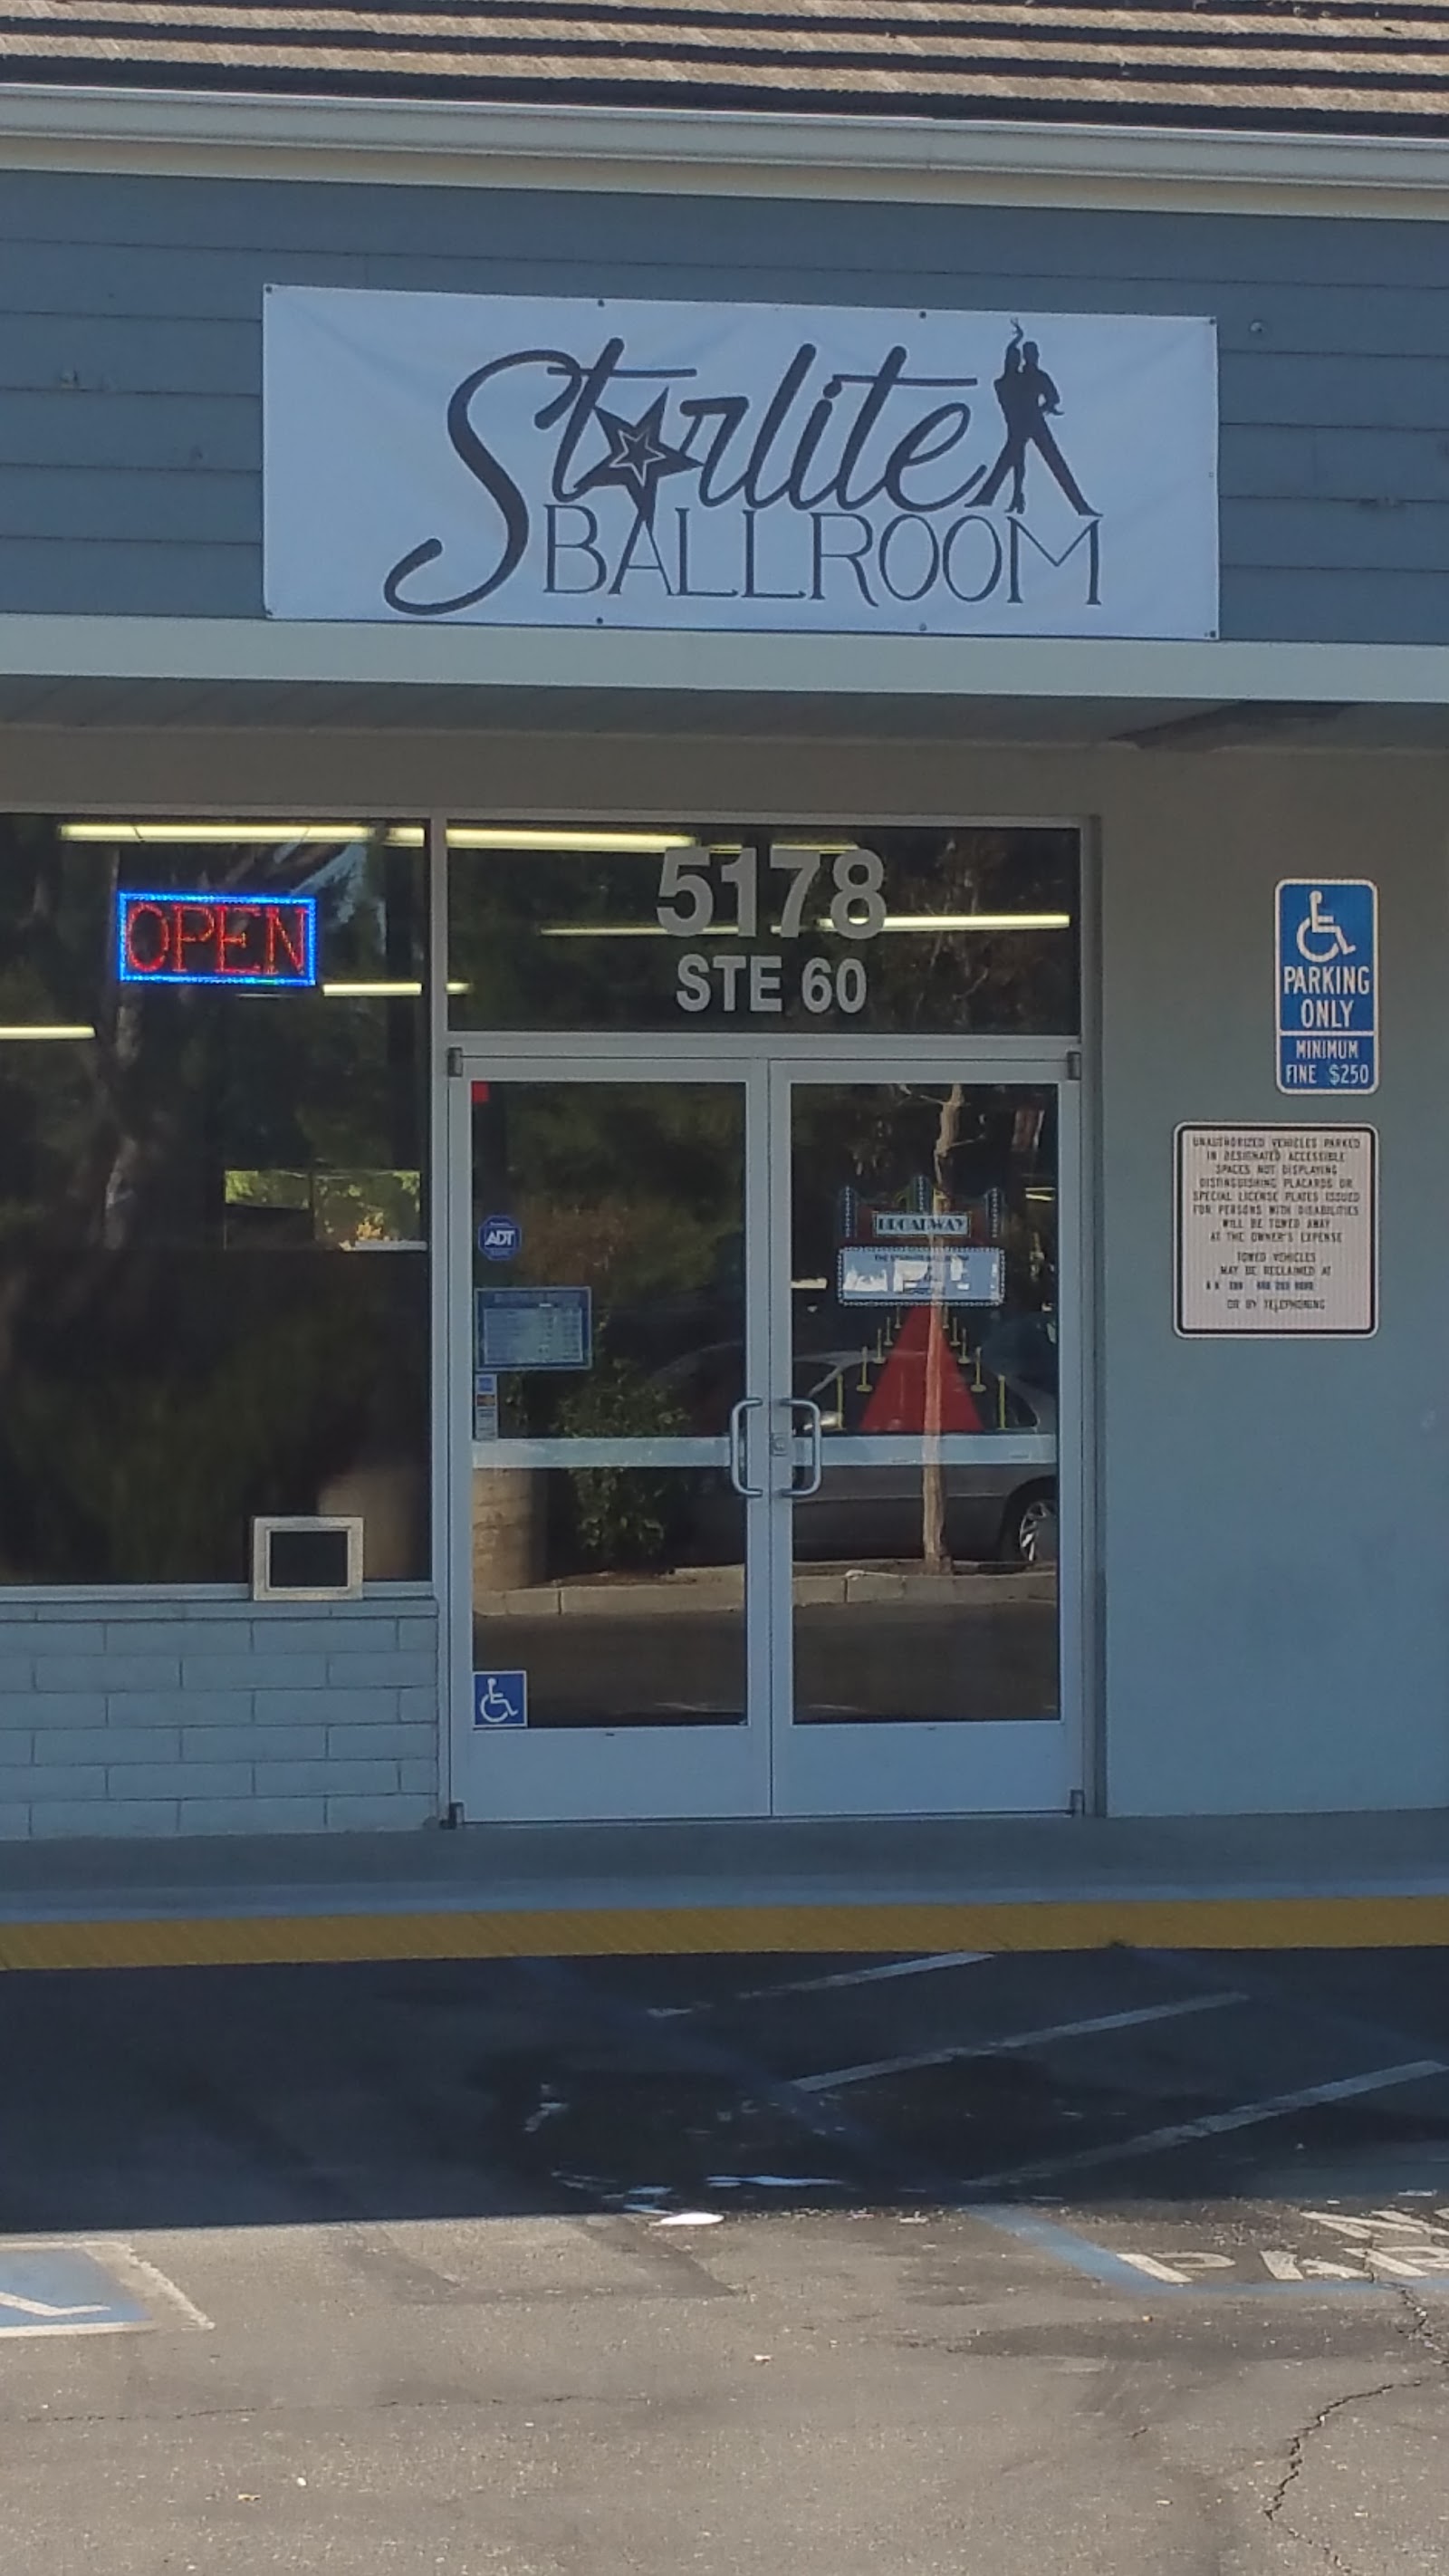 Starlite
BALLROOM
OPEN
5178
STE 60
PARKING
ONLY
MINIMUM
FINE $250
ADT
BROADWAY
UNAUTHORIZED VEHICLES PARKED
IN DESIGNATED ACCESSIBLE
SPACES NOT DISPLAYING
DISTINGUISHING PLACARDS OR
SPECIAL LICENSE PLATES ISSUED
FOR PERSONS WITH DISABILITIES
WILL BE TOWED AWAY
AT THE OWNER'S EXPENSE
TOWED VEHICLES
MAY BE RECLAIMED AT
OR BY TELEPHONING